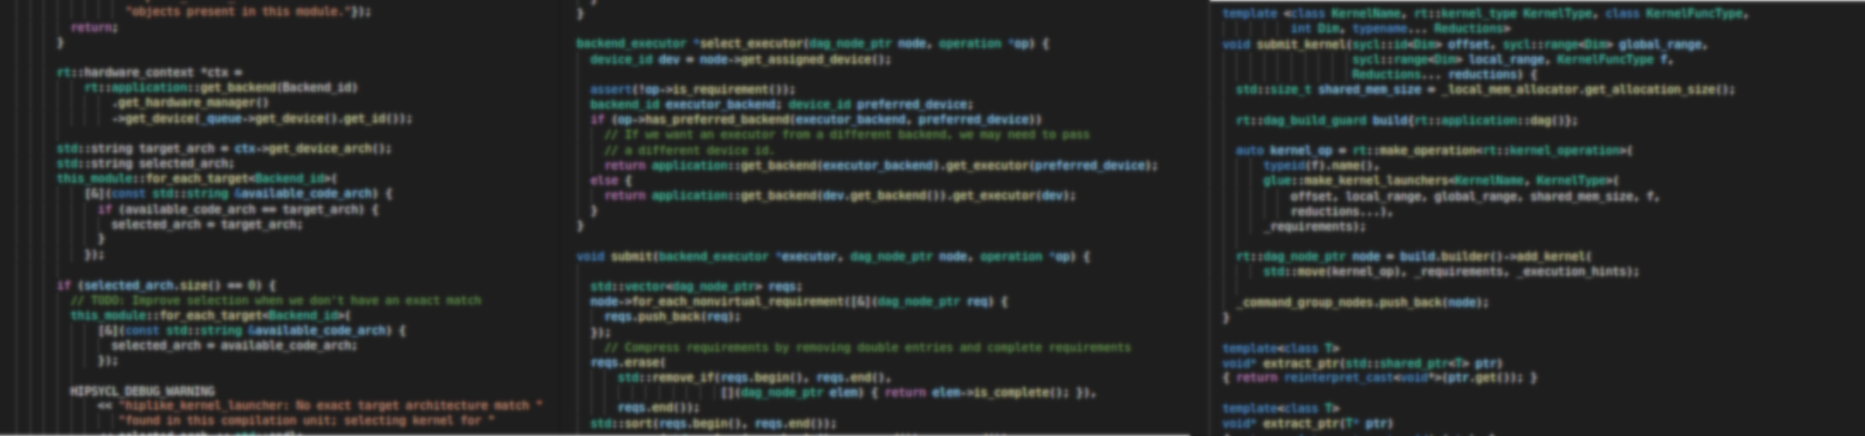 "objects present in this module."});
return;
}
rt::hardware_context *ctx =
rt::application::get_backend(Backend_id)
.get_hardware_manager()
->get_device(_queue->get_device().get_id());
std::string target_arch = ctx->get_device_arch();
std::string selected_arch;
this_module::for_each_target<Backend_id>(
[&](const std::string &available_code_arch) {
if (available_code_arch == target_arch) {
selected_arch = target_arch;
}
});
if (selected_arch.size() == 0) {
// TODO: Improve selection when we don't have an exact match
this_module::for_each_target<Backend_id>(
[&](const std::string &available_code_arch) {
selected_arch = available_code_arch;
});
HIPSYCL_DEBUG_WARNING
<< "hiplike_kernel_launcher: No exact target architecture match "
"found in this compilation unit; selecting kernel for "
}
backend_executor *select_executor(dag_node_ptr node, operation *op) {
device_id dev = node->get_assigned_device();
assert(!op->is_requirement());
backend_id executor_backend; device_id preferred_device;
if (op->has_preferred_backend(executor_backend, preferred_device))
// If we want an executor from a different backend, we may need to pass
// a different device id.
return application::get_backend(executor_backend).get_executor(preferred_device);
else {
return application::get_backend(dev.get_backend()).get_executor(dev);
}
}
void submit(backend_executor *executor, dag_node_ptr node, operation *op) {
std::vector<dag_node_ptr> reqs;
node->for_each_nonvirtual_requirement([&](dag_node_ptr req) {
reqs.push_back(req);
});
// Compress requirements by removing double entries and complete requirements
reqs.erase(
std::remove_if(reqs.begin(), reqs.end(),
[](dag_node_ptr elem) { return elem->is_complete(); }),
reqs.end());
std::sort(reqs.begin(), reqs.end());
template <class KernelName, rt::kernel_type KernelType, class KernelFuncType,
int Dim, typename... Reductions>
void submit_kernel(sycl::id<Dim> offset, sycl::range<Dim> global_range,
sycl::range<Dim> local_range, KernelFuncType f,
Reductions... reductions) {
std::size_t shared_mem_size = _local_mem_allocator.get_allocation_size();
rt::dag_build_guard build{rt::application::dag()};
auto kernel_op = rt::make_operation<rt::kernel_operation>(
typeid(f).name(),
glue::make_kernel_launchers<KernelName, KernelType>(
offset, local_range, global_range, shared_mem_size, f,
reductions...),
_requirements);
rt::dag_node_ptr node = build.builder()->add_kernel(
std::move(kernel_op), _requirements, _execution_hints);
_command_group_nodes.push_back(node);
}
template<class T>
void* extract_ptr(std::shared_ptr<T> ptr)
{ return reinterpret_cast<void*>(ptr.get()); }
template<class T>
void* extract_ptr(T* ptr)